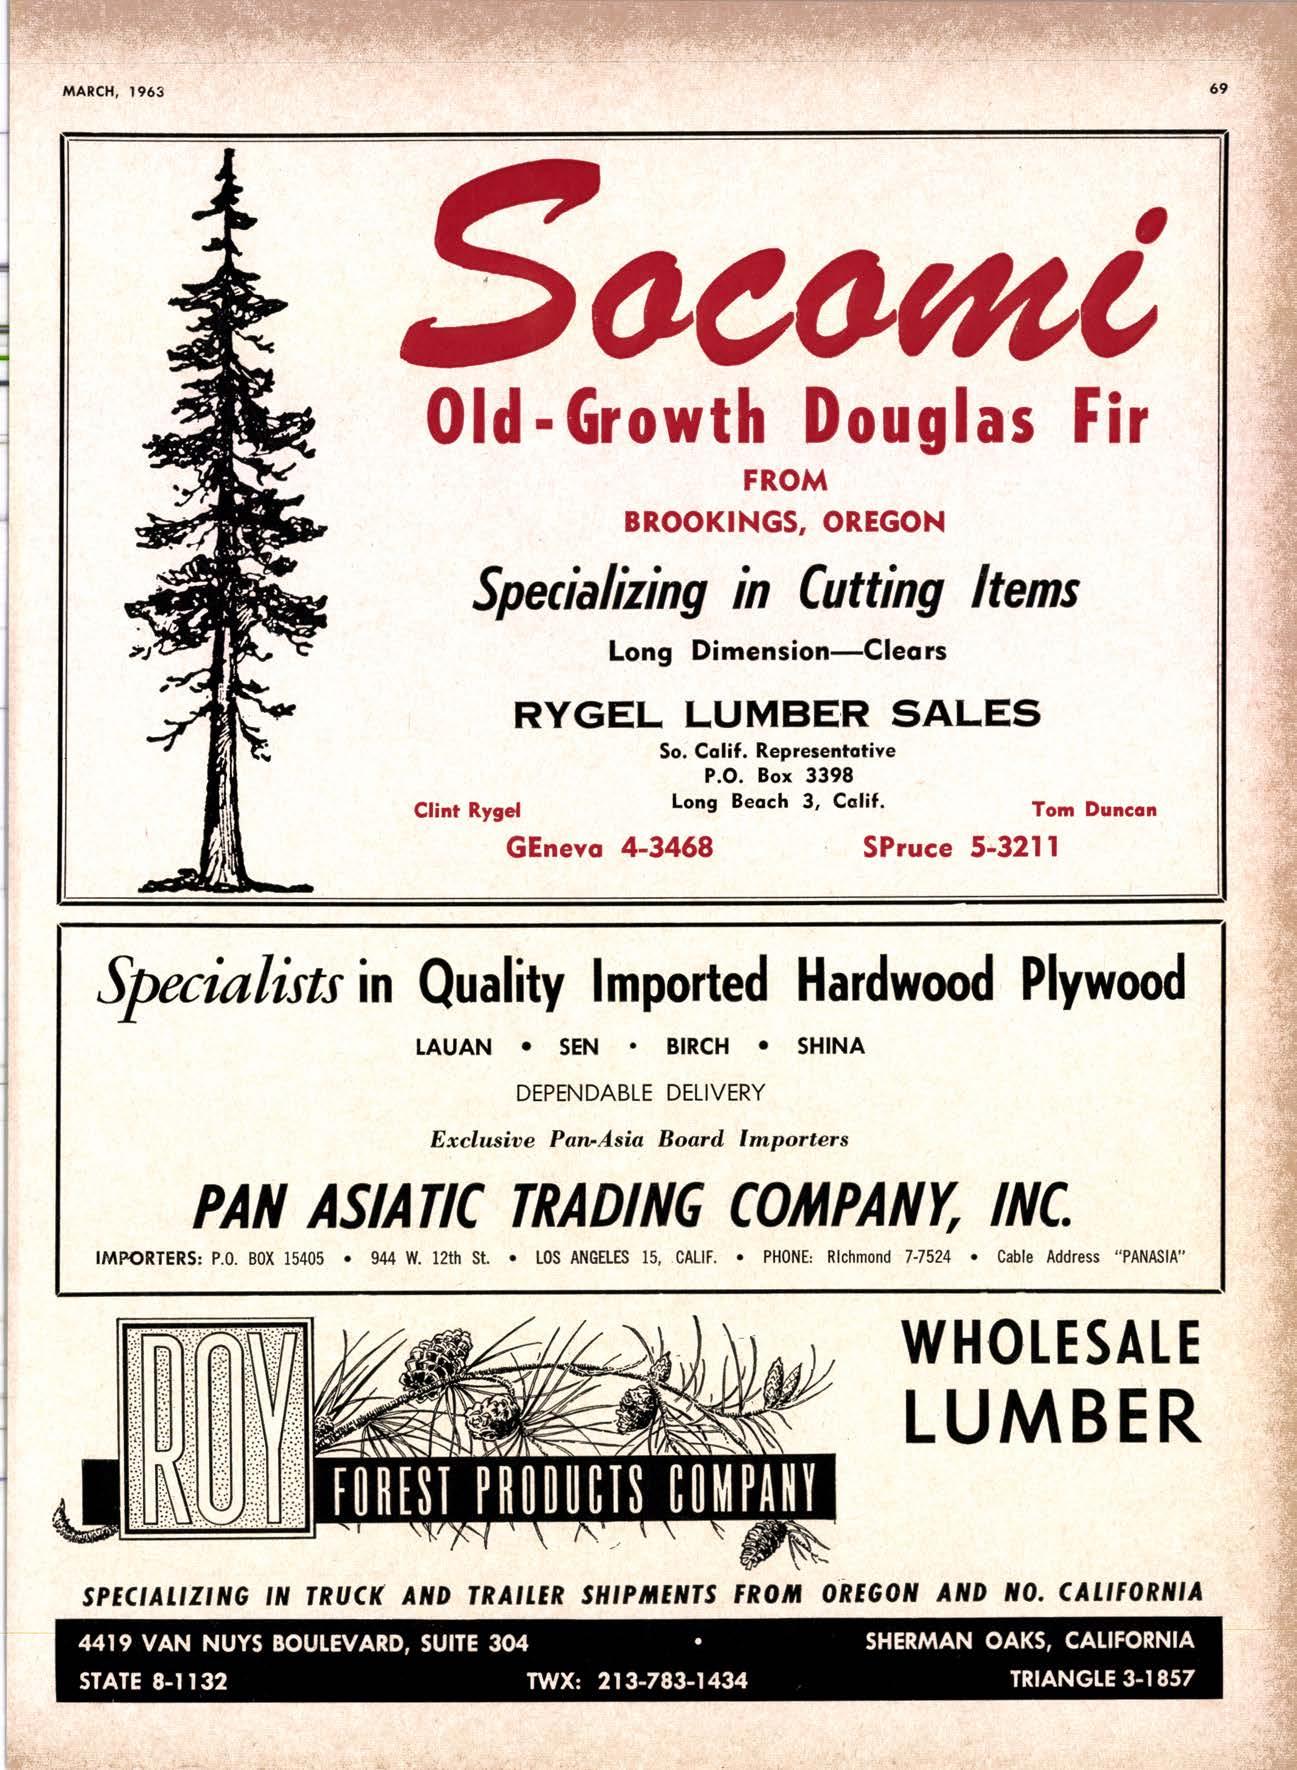 MARCH, 1963 69
Socomi
Old-Growth Douglas Fir
FROM
BROOKINGS, OREGON
Specializing in Cutting Items
Long Dimension—Clears
RYGEL LUMBER SALES
So. Calif. Representative
P.O. Box 3398
Long Beach 3, Calif.
Clint Rygel Tom Duncan
GEneva 4-3468 SPruce 5-3211
Specialists in Quality Imported Hardwood Plywood
LAUAN • SEN • BIRCH • SHINA
DEPENDABLE DELIVERY
Exclusive Pan-Asia Board Importers
PAN ASIATIC TRADING COMPANY, INC.
IMPORTERS: P.O. BOX 15405 • 944 W. 12th St. • LOS ANGELES 15, CALIF. • PHONE: RIchmond 7-7524 • Cable Address "PANASIA"
ROY
FOREST PRODUCTS COMPANY
WHOLESALE
LUMBER
SPECIALIZING IN TRUCK AND TRAILER SHIPMENTS FROM OREGON AND NO. CALIFORNIA
4419 VAN NUYS BOULEVARD, SUITE 304 • SHERMAN OAKS, CALIFORNIA
STATE 8-1132 TWX: 213-783-1434 TRIANGLE 3-1857